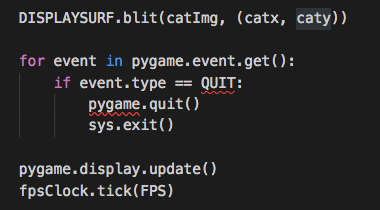 DISPLAYSURF.blit(catImg, (catx, caty))
for event in pygame.event.get():
    if event.type == QUIT:
        pygame.quit()
        sys.exit()
pygame.display.update()
fpsClock.tick(FPS)